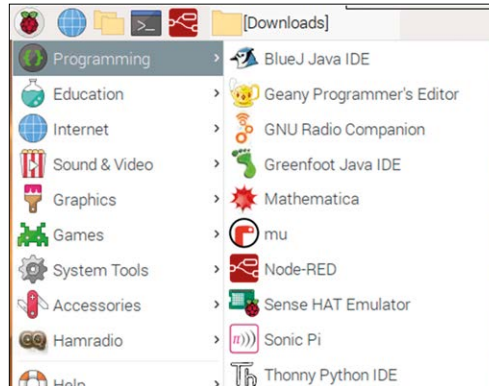 [Downloads]
Programming
Education
Internet
Sound & Video
Graphics
Games
System Tools
Accessories
Hamradio
Help
BlueJ Java IDE
Geany Programmer's Editor
GNU Radio Companion
Greenfoot Java IDE
Mathematica
mu
Node-RED
Sense HAT Emulator
Sonic Pi
Thonny Python IDE